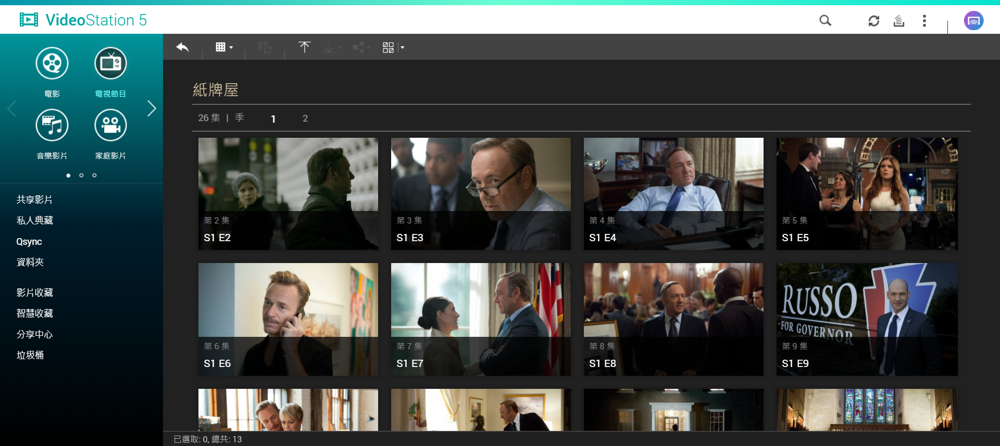 VideoStation 5
電影
電視節目
音樂影片
家庭影片
共享影片
私人典藏
Qsync
資料夾
影片收藏
智慧收藏
分享中心
垃圾桶
紙牌屋
26 集 | 季 1 2
第 2 集
S1 E2
第 3 集
S1 E3
第 4 集
S1 E4
第 5 集
S1 E5
第 6 集
S1 E6
第 7 集
S1 E7
第 8 集
S1 E8
RUSSO
FOR GOVERNOR
第 9 集
S1 E9
已選取: 0, 總共: 13